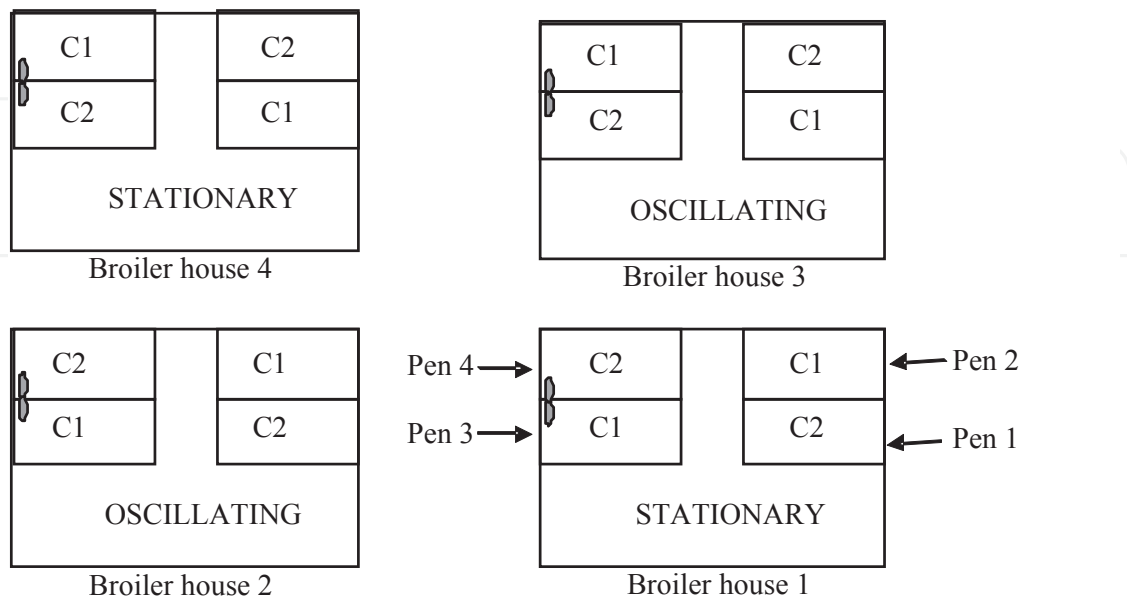 C1
C2
C2
C1
STATIONARY
Broiler house 4
C1
C2
C2
C1
OSCILLATING
Broiler house 3
C2
C1
C1
C2
OSCILLATING
Broiler house 2
Pen 4
C2
C1
Pen 2
Pen 3
C1
C2
Pen 1
STATIONARY
Broiler house 1